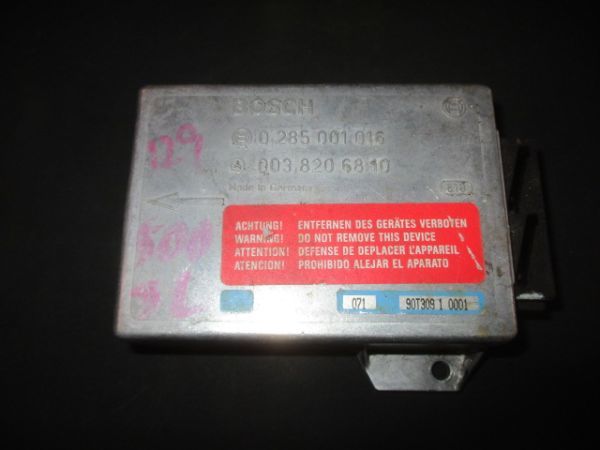 BOSCH
0 285 001 016
003 820 68 10
Made in Germany
ACHTUNG! ENTFERNEN DES GERÄTES VERBOTEN
WARNING! DO NOT REMOVE THIS DEVICE
ATTENTION! DEFENSE DE DEPLACER L'APPAREIL
ATENCION! PROHIBIDO ALEJAR EL APARATO
071 90T309 1 0001
129